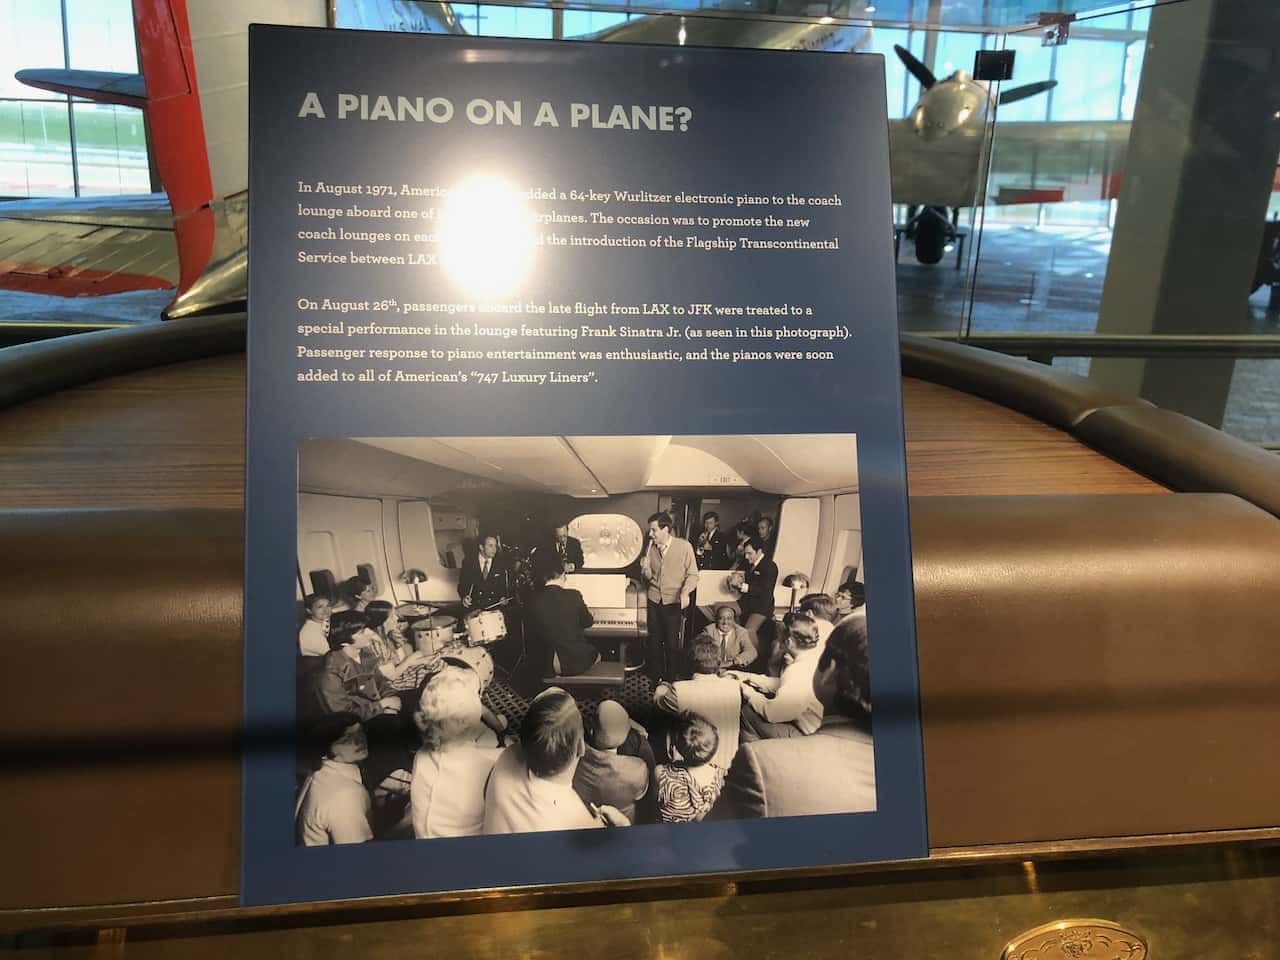 A PIANO ON A PLANE?
In August 1971, added a 64-key Wurlitzer electronic piano to the coach
lounge aboard one of The occasion was to promote the new
coach lounges on the introduction of the Flagship Transcontinental
Service between LAX
On August 26th, passengers aboard the late flight from LAX to JFK were treated to a
special performance in the lounge featuring Frank Sinatra Jr. (as seen in this photograph).
Passenger response to piano entertainment was enthusiastic, and the pianos were soon
added to all of American's “747 Luxury Liners”.
EXIT